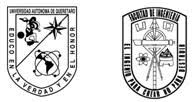 UNIVERSIDAD AUTONOMA DE QUERETARO
EDUCO EN LA VERDAD Y EN EL HONOR
FACULTAD DE INGENIERIA
EL INGENIO PARA CREAR NO PARA DESTRUIR